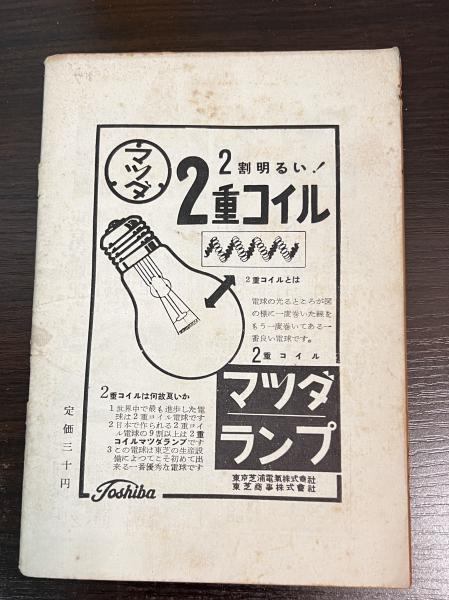 マツダ
2割明るい!
2重コイル
2重コイルとは
電球の光るところが図
の様に一度巻いた線を
もう一度巻いてある一
番良い電球です。
2重コイル
マツダ
ランプ
2重コイルは何故良いか
1世界中で最も進歩した電
球は2重コイル電球です
2日本で作られる2重コイ
ル電球の9割以上は2重
コイルマツダランプです
3この電球は東芝の生産設
備によつてこそ初めて出
来る一番優秀な電球です
東京芝浦電氣株式會社
東芝商事株式會社
Toshiba
定価三十円